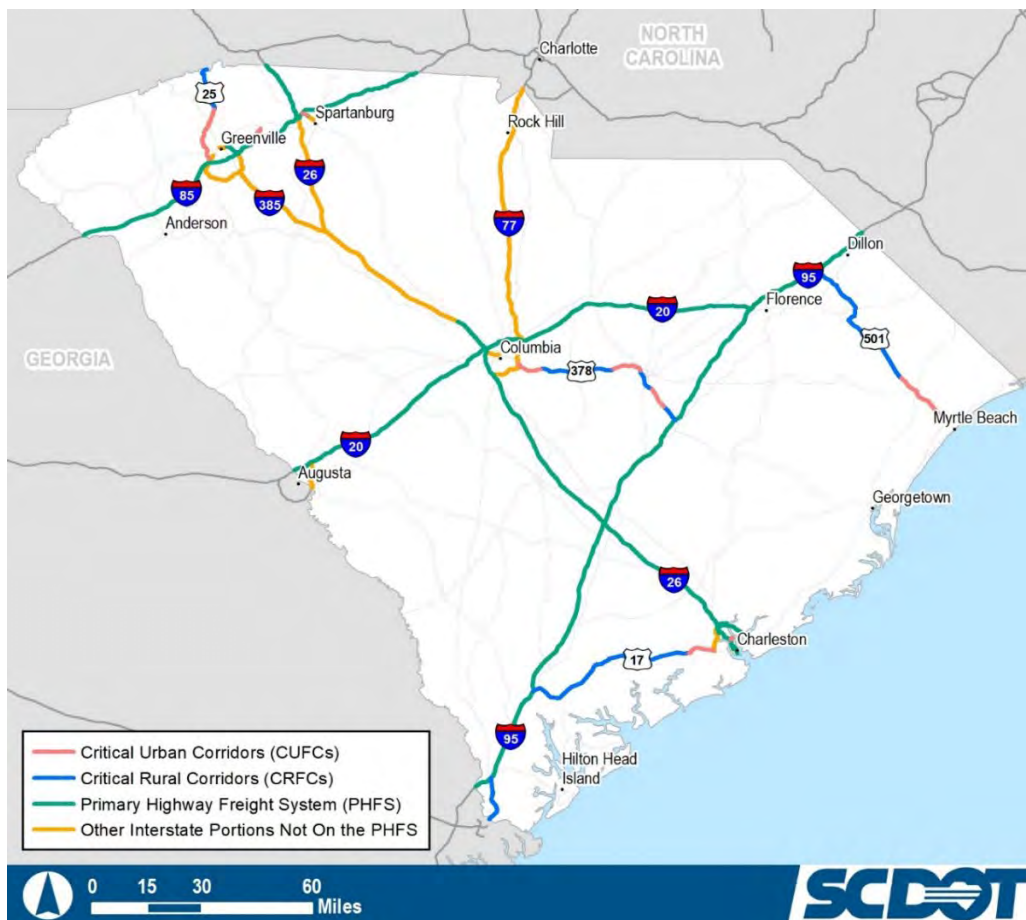 NORTH
CAROLINA
Charlotte
25
Spartanburg
Greenville
Rock Hill
26
85
385
Anderson
77
Dillon
95
Florence
20
501
GEORGIA
Columbia
378
Myrtle Beach
20
Augusta
Georgetown
26
Charleston
17
95
Hilton Head
Island
Critical Urban Corridors (CUFCs)
Critical Rural Corridors (CRFCs)
Primary Highway Freight System (PHFS)
Other Interstate Portions Not On the PHFS
0 15 30 60
Miles
SCDOT